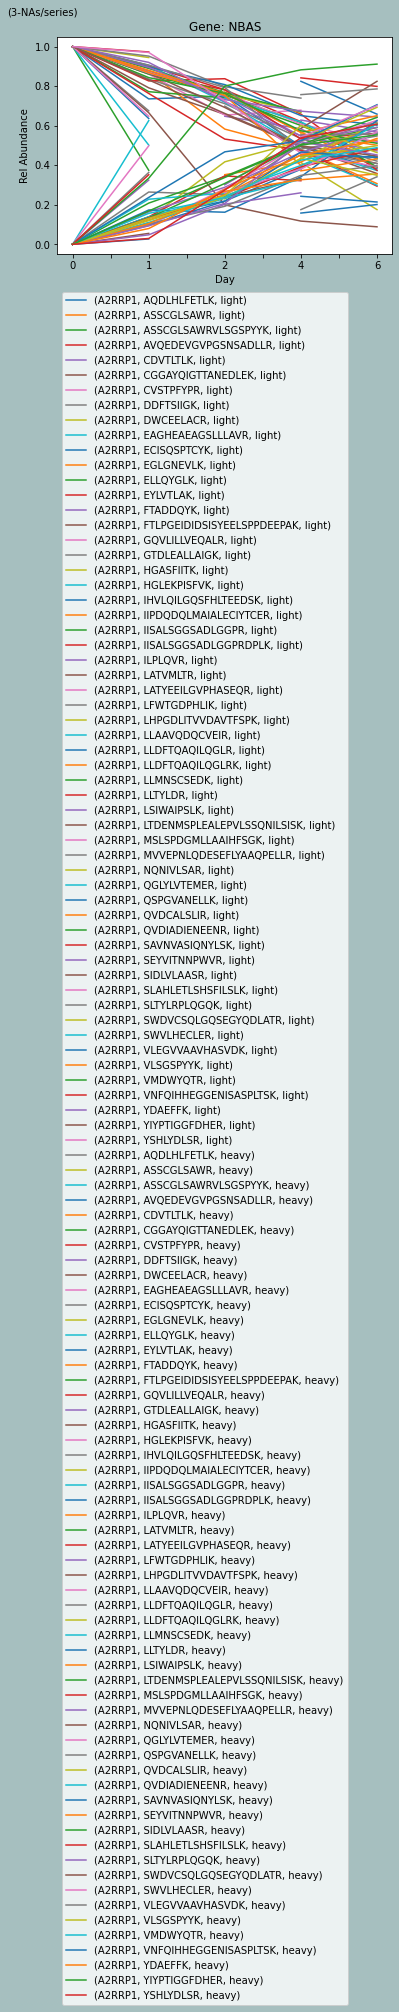 (3-NAs/series)
Gene: NBAS
1.0
0.8
0.6
0.4
0.2
0.0
Rel Abundance
0 1 2 4 6
Day
(A2RRP1, AQDLHLFETLK, light)
(A2RRP1, ASSCGLSAWR, light)
(A2RRP1, ASSCGLSAWRVLSGSPYYK, light)
(A2RRP1, AVQEDEVGVPGSNSADLLR, light)
(A2RRP1, CDVTLTLK, light)
(A2RRP1, CGGAYQIGTTANEDLEK, light)
(A2RRP1, CVSTPFYPR, light)
(A2RRP1, DDFTSIIGK, light)
(A2RRP1, DWCEELACR, light)
(A2RRP1, EAGHEAEAGSLLLAVR, light)
(A2RRP1, ECISQSPTCYK, light)
(A2RRP1, EGLGNEVLK, light)
(A2RRP1, ELLQYGLK, light)
(A2RRP1, EYLVTLAK, light)
(A2RRP1, FTADDQYK, light)
(A2RRP1, FTLPGEIDIDSISYEELSPPDEEPAK, light)
(A2RRP1, GQVLILLVEQALR, light)
(A2RRP1, GTDLEALLAIGK, light)
(A2RRP1, HGASFIITK, light)
(A2RRP1, HGLEKPISFVK, light)
(A2RRP1, IHVLQILGQSFHLTEEDSK, light)
(A2RRP1, IIPDQDQLMAIALECIYTCER, light)
(A2RRP1, IISALSGGSADLGGPR, light)
(A2RRP1, IISALSGGSADLGGPRDPLK, light)
(A2RRP1, ILPLQVR, light)
(A2RRP1, LATVMLTR, light)
(A2RRP1, LATYEEILGVPHASEQR, light)
(A2RRP1, LFWTGDPHLIK, light)
(A2RRP1, LHPGDLITVVDAVTFSPK, light)
(A2RRP1, LLAAVQDQCVEIR, light)
(A2RRP1, LLDFTQAQILQGLR, light)
(A2RRP1, LLDFTQAQILQGLRK, light)
(A2RRP1, LLMNSCSEDK, light)
(A2RRP1, LLTYLDR, light)
(A2RRP1, LSIWAIPSLK, light)
(A2RRP1, LTDENMSPLEALEPVLSSQNILSISK, light)
(A2RRP1, MSLSPDGMLLAAIHFSGK, light)
(A2RRP1, MVVEPNLQDESEFLYAAQPELLR, light)
(A2RRP1, NQNIVLSAR, light)
(A2RRP1, QGLYLVTEMER, light)
(A2RRP1, QSPGVANELLK, light)
(A2RRP1, QVDCALSLIR, light)
(A2RRP1, QVDIADIENEENR, light)
(A2RRP1, SAVNVASIQNYLSK, light)
(A2RRP1, SEYVITNNPWVR, light)
(A2RRP1, SIDLVLAASR, light)
(A2RRP1, SLAHLETLSHSFILSLK, light)
(A2RRP1, SLTYLRPLQGQK, light)
(A2RRP1, SWDVCSQLGQSEGYQDLATR, light)
(A2RRP1, SWVLHECLER, light)
(A2RRP1, VLEGVVAAVHASVDK, light)
(A2RRP1, VLSGSPYYK, light)
(A2RRP1, VMDWYQTR, light)
(A2RRP1, VNFQIHHEGGENISASPLTSK, light)
(A2RRP1, YDAEFFK, light)
(A2RRP1, YIYPTIGGFDHER, light)
(A2RRP1, YSHLYDLSR, light)
(A2RRP1, AQDLHLFETLK, heavy)
(A2RRP1, ASSCGLSAWR, heavy)
(A2RRP1, ASSCGLSAWRVLSGSPYYK, heavy)
(A2RRP1, AVQEDEVGVPGSNSADLLR, heavy)
(A2RRP1, CDVTLTLK, heavy)
(A2RRP1, CGGAYQIGTTANEDLEK, heavy)
(A2RRP1, CVSTPFYPR, heavy)
(A2RRP1, DDFTSIIGK, heavy)
(A2RRP1, DWCEELACR, heavy)
(A2RRP1, EAGHEAEAGSLLLAVR, heavy)
(A2RRP1, ECISQSPTCYK, heavy)
(A2RRP1, EGLGNEVLK, heavy)
(A2RRP1, ELLQYGLK, heavy)
(A2RRP1, EYLVTLAK, heavy)
(A2RRP1, FTADDQYK, heavy)
(A2RRP1, FTLPGEIDIDSISYEELSPPDEEPAK, heavy)
(A2RRP1, GQVLILLVEQALR, heavy)
(A2RRP1, GTDLEALLAIGK, heavy)
(A2RRP1, HGASFIITK, heavy)
(A2RRP1, HGLEKPISFVK, heavy)
(A2RRP1, IHVLQILGQSFHLTEEDSK, heavy)
(A2RRP1, IIPDQDQLMAIALECIYTCER, heavy)
(A2RRP1, IISALSGGSADLGGPR, heavy)
(A2RRP1, IISALSGGSADLGGPRDPLK, heavy)
(A2RRP1, ILPLQVR, heavy)
(A2RRP1, LATVMLTR, heavy)
(A2RRP1, LATYEEILGVPHASEQR, heavy)
(A2RRP1, LFWTGDPHLIK, heavy)
(A2RRP1, LHPGDLITVVDAVTFSPK, heavy)
(A2RRP1, LLAAVQDQCVEIR, heavy)
(A2RRP1, LLDFTQAQILQGLR, heavy)
(A2RRP1, LLDFTQAQILQGLRK, heavy)
(A2RRP1, LLMNSCSEDK, heavy)
(A2RRP1, LLTYLDR, heavy)
(A2RRP1, LSIWAIPSLK, heavy)
(A2RRP1, LTDENMSPLEALEPVLSSQNILSISK, heavy)
(A2RRP1, MSLSPDGMLLAAIHFSGK, heavy)
(A2RRP1, MVVEPNLQDESEFLYAAQPELLR, heavy)
(A2RRP1, NQNIVLSAR, heavy)
(A2RRP1, QGLYLVTEMER, heavy)
(A2RRP1, QSPGVANELLK, heavy)
(A2RRP1, QVDCALSLIR, heavy)
(A2RRP1, QVDIADIENEENR, heavy)
(A2RRP1, SAVNVASIQNYLSK, heavy)
(A2RRP1, SEYVITNNPWVR, heavy)
(A2RRP1, SIDLVLAASR, heavy)
(A2RRP1, SLAHLETLSHSFILSLK, heavy)
(A2RRP1, SLTYLRPLQGQK, heavy)
(A2RRP1, SWDVCSQLGQSEGYQDLATR, heavy)
(A2RRP1, SWVLHECLER, heavy)
(A2RRP1, VLEGVVAAVHASVDK, heavy)
(A2RRP1, VLSGSPYYK, heavy)
(A2RRP1, VMDWYQTR, heavy)
(A2RRP1, VNFQIHHEGGENISASPLTSK, heavy)
(A2RRP1, YDAEFFK, heavy)
(A2RRP1, YIYPTIGGFDHER, heavy)
(A2RRP1, YSHLYDLSR, heavy)